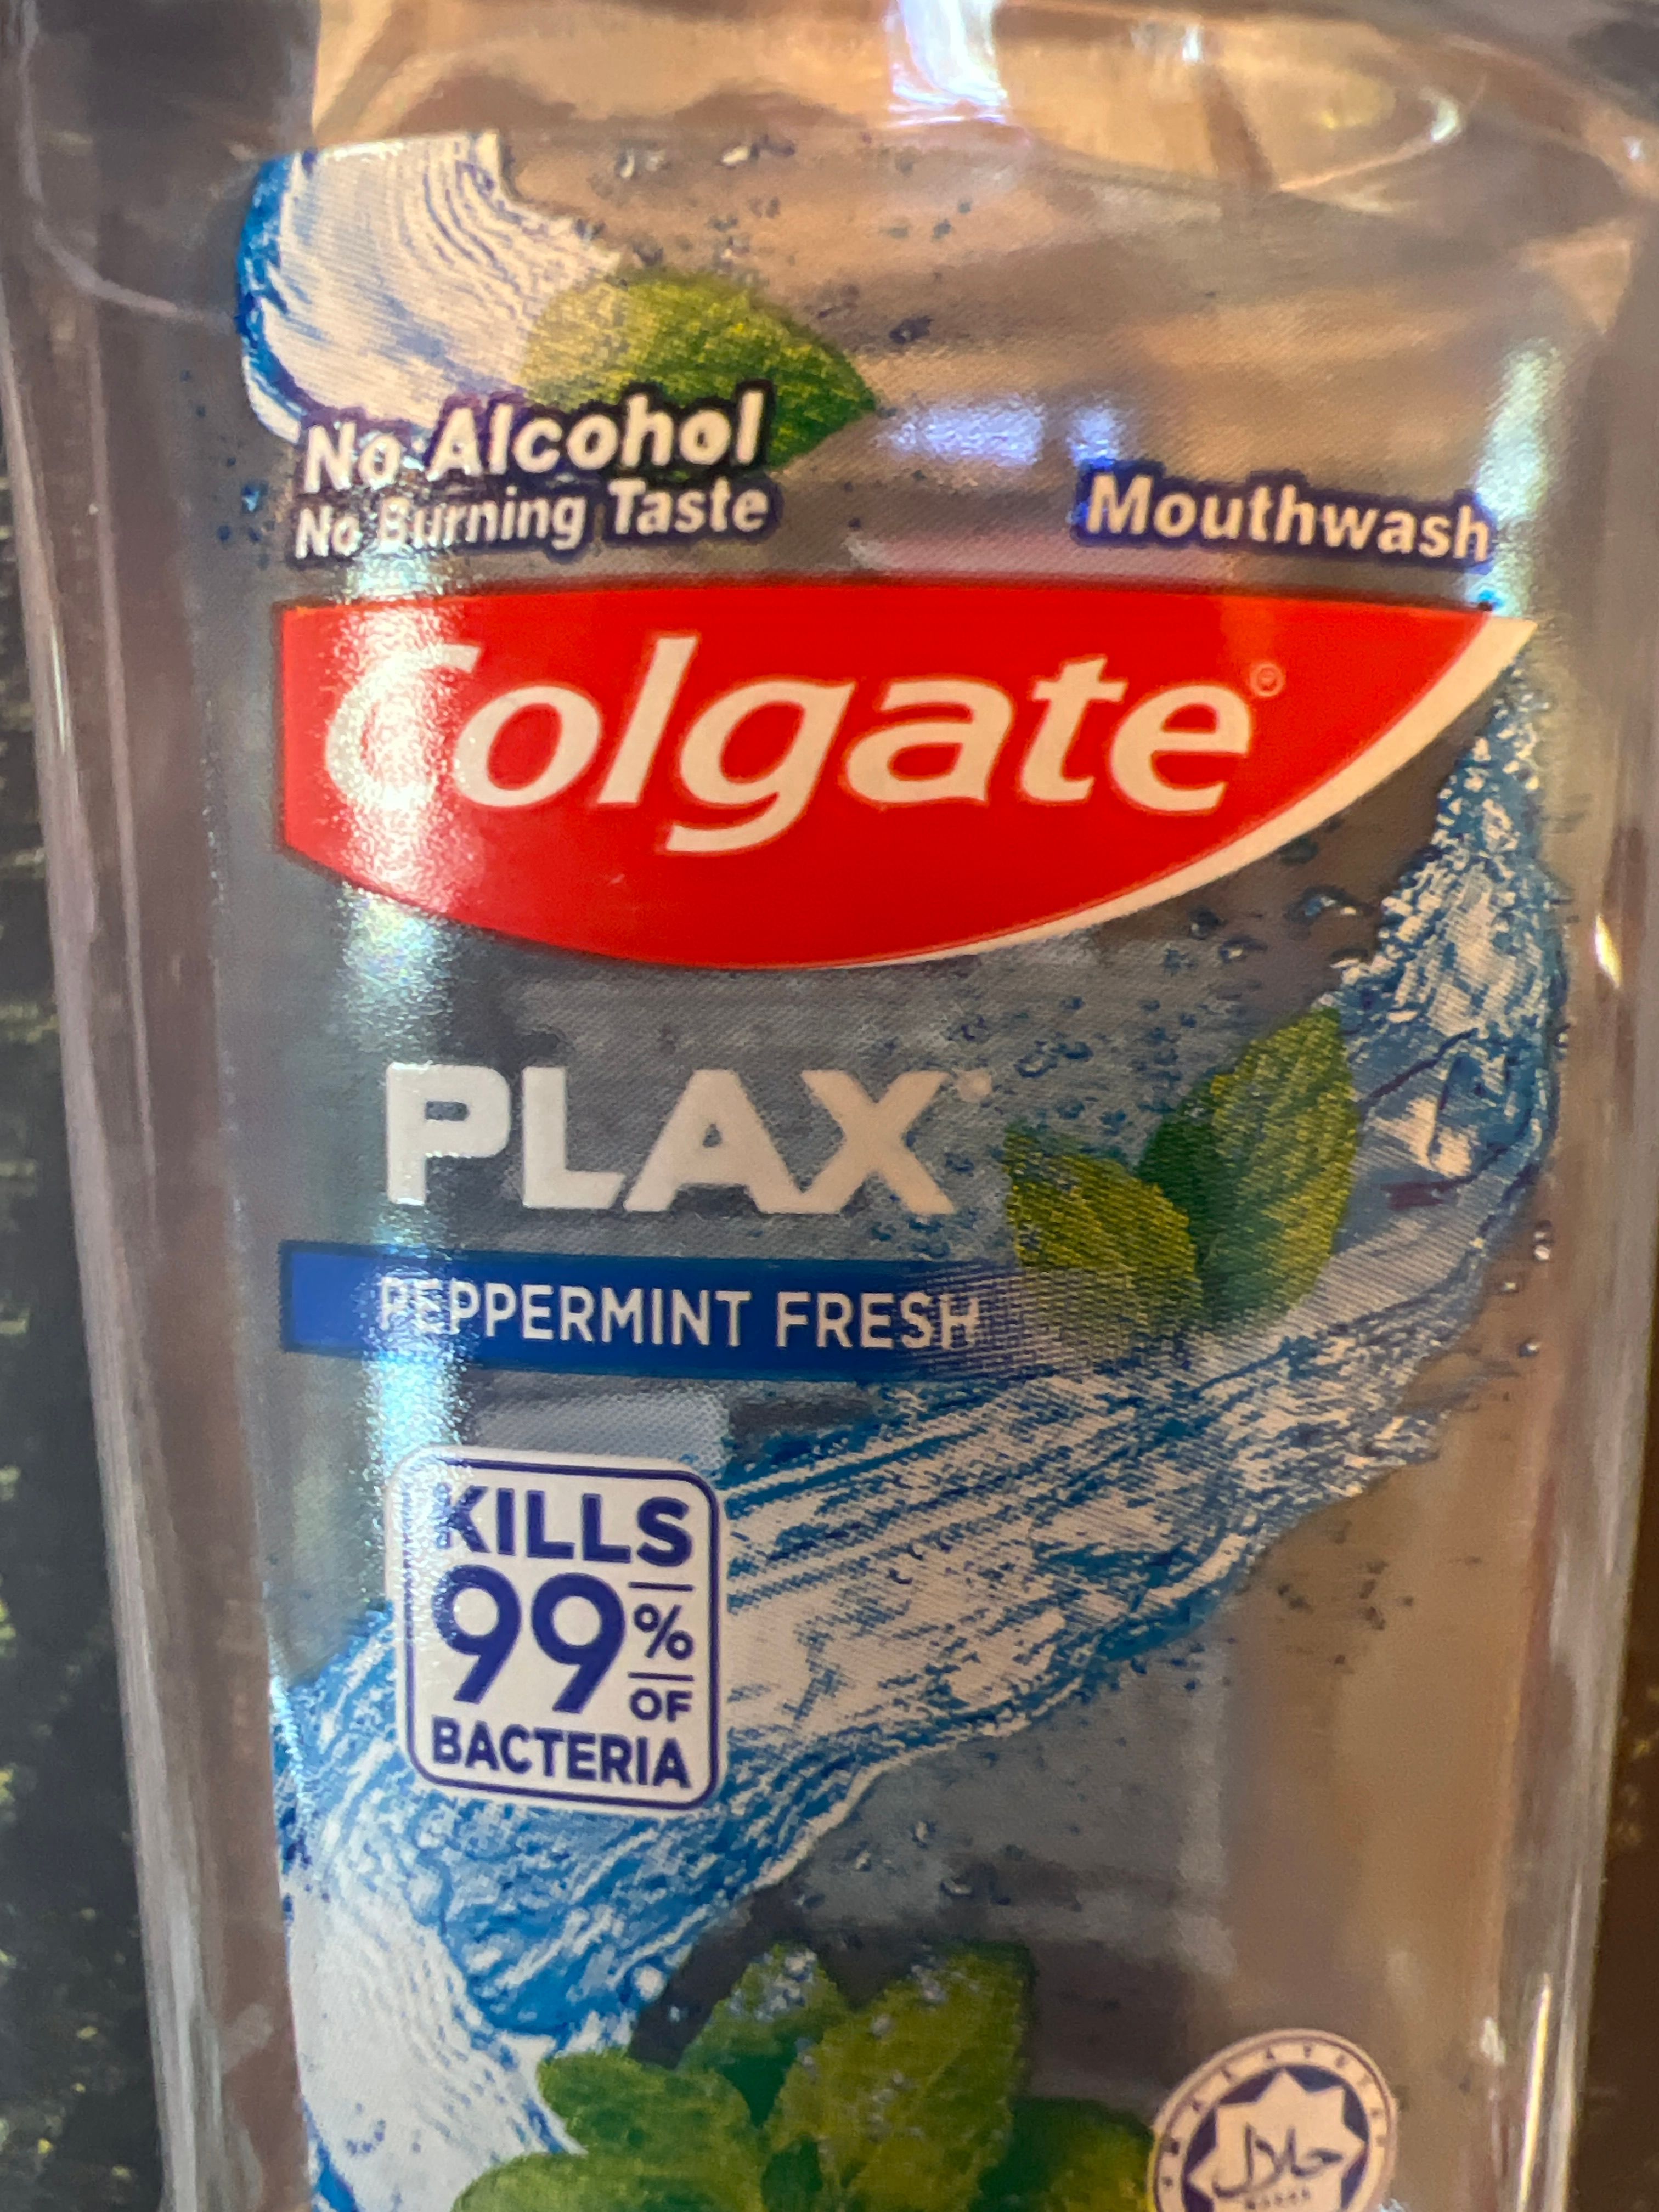 No Alcohol
No Burning Taste
Mouthwash
Colgate®
PLAX
PEPPERMINT FRESH
KILLS
99%
OF
BACTERIA
حلال